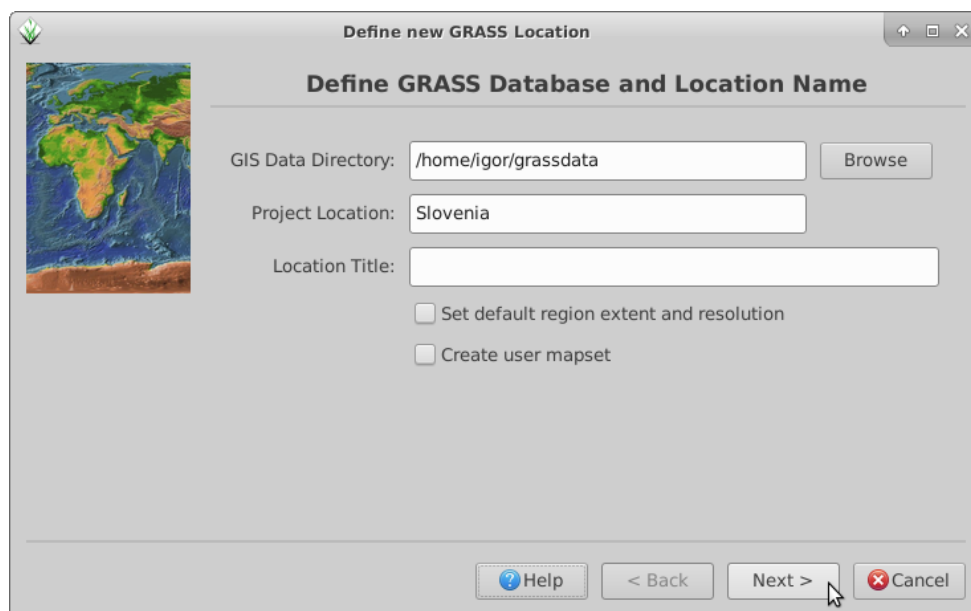 Define new GRASS Location
Define GRASS Database and Location Name
GIS Data Directory: /home/igor/grassdata Browse
Project Location: Slovenia
Location Title:
Set default region extent and resolution
Create user mapset
Help < Back Next > Cancel